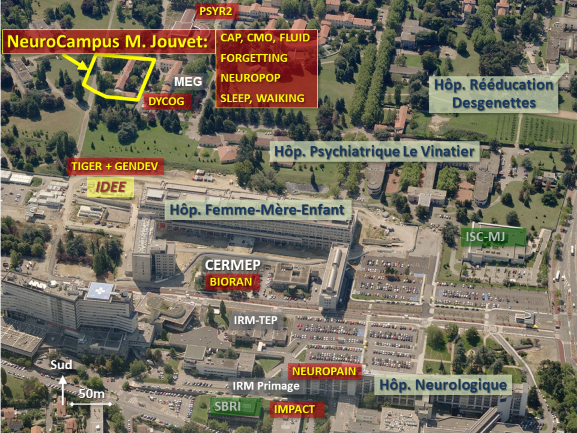 PSYR2
NeuroCampus M. Jouvet:
CAP, CMO, FLUID
FORGETTING
NEUROPOP
SLEEP, WAIKING
MEG
DYCOG
Hôp. Rééducation
Desgenettes
Hôp. Psychiatrique Le Vinatier
TIGER + GENDEV
IDEE
Hôp. Femme-Mère-Enfant
ISC-MJ
CERMEP
BIORAN
IRM-TEP
Sud
NEUROPAIN
IRM Primage
Hôp. Neurologique
50m
SBRI
IMPACT